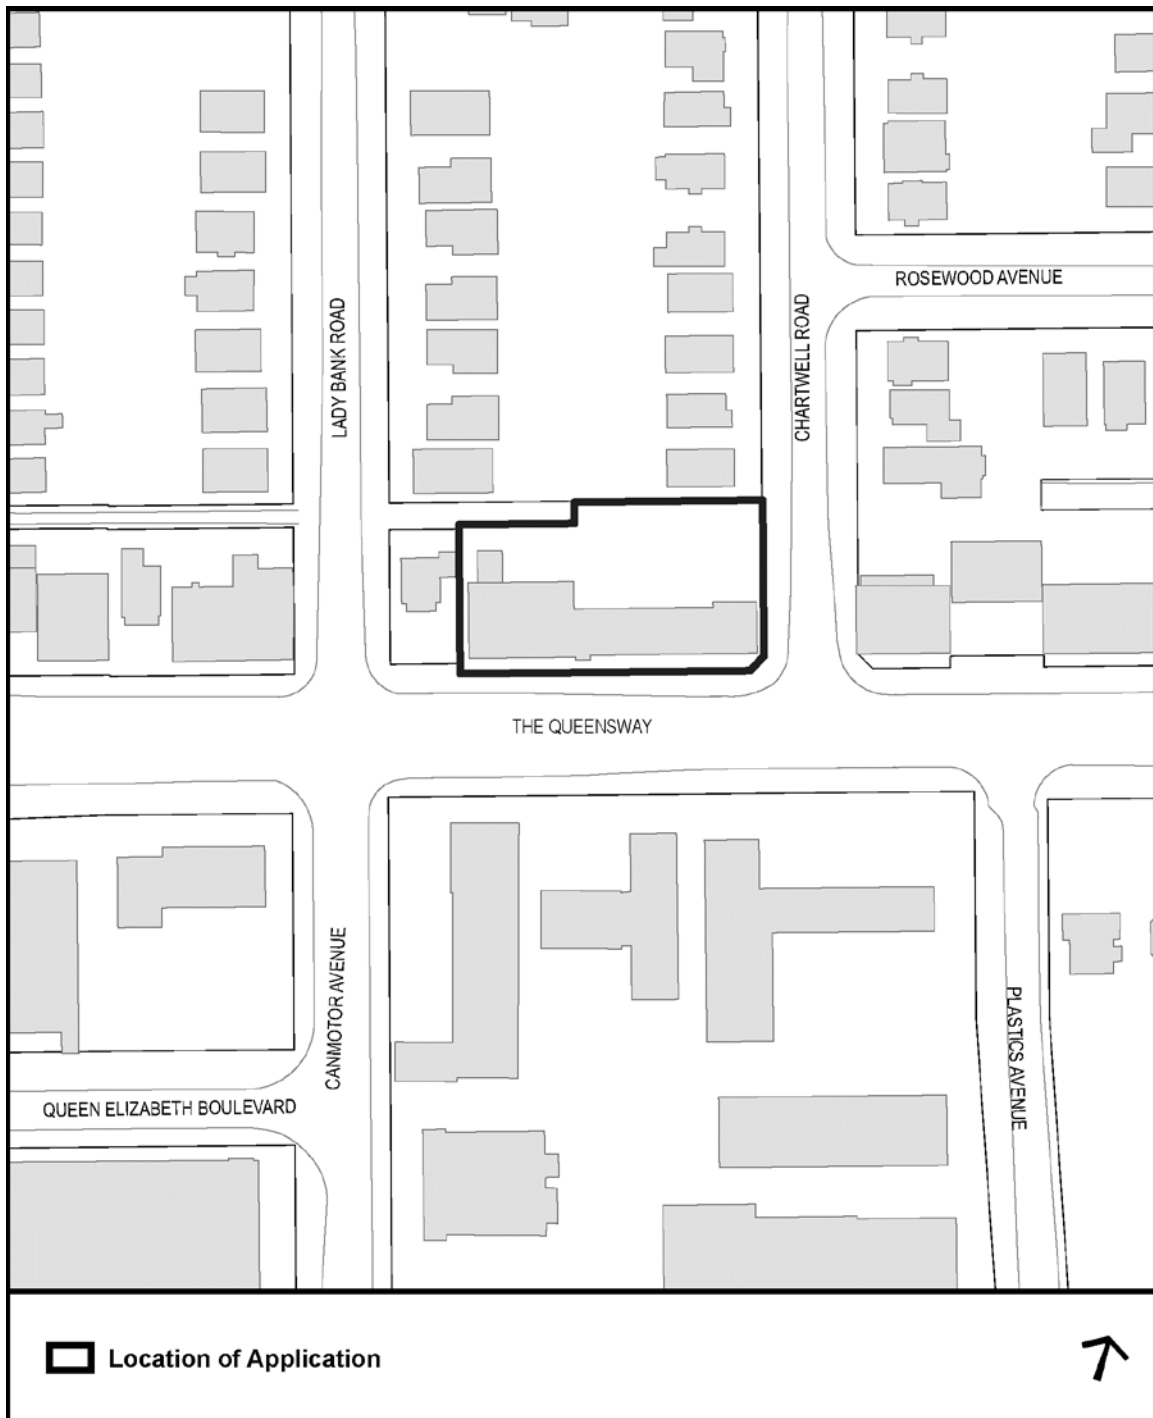 ROSEWOOD AVENUE
LADY BANK ROAD
CHARTWELL ROAD
THE QUEENSWAY
CANMOTOR AVENUE
PLASTICS AVENUE
QUEEN ELIZABETH BOULEVARD
Location of Application